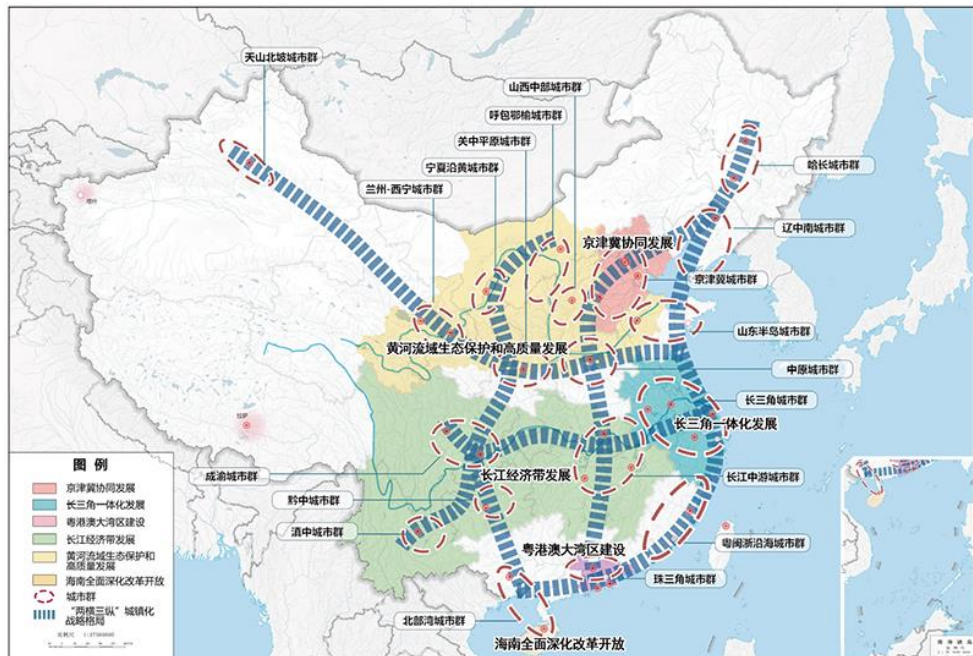 天山北坡城市群
山西中部城市群
呼包鄂榆城市群
关中平原城市群
宁夏沿黄城市群
兰州-西宁城市群
哈长城市群
辽中南城市群
京津冀协同发展
京津冀城市群
山东半岛城市群
黄河流域生态保护和高质量发展
中原城市群
长三角城市群
长三角一体化发展
拉萨
成渝城市群
长江经济带发展
长江中游城市群
黔中城市群
滇中城市群
粤港澳大湾区建设
粤闽浙沿海城市群
珠三角城市群
北部湾城市群
海南全面深化改革开放
图 例
京津冀协同发展
长三角一体化发展
粤港澳大湾区建设
长江经济带发展
黄河流域生态保护和
高质量发展
海南全面深化改革开放
城市群
“两横三纵”城镇化
战略格局